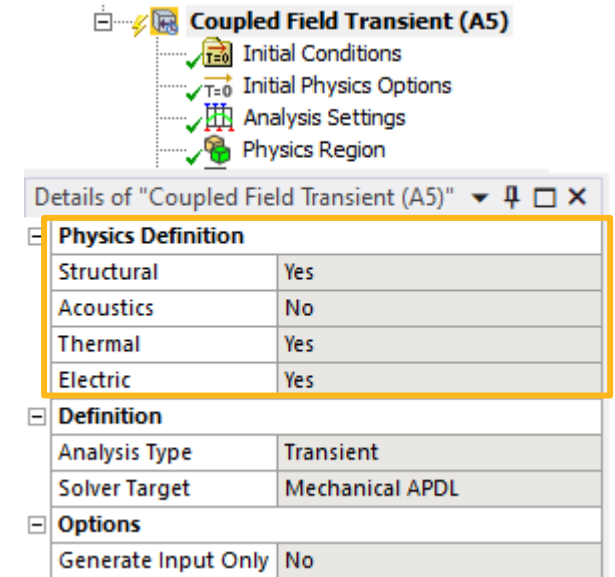 Coupled Field Transient (A5)
T=0 Initial Conditions
T=0 Initial Physics Options
Analysis Settings
Physics Region
Details of "Coupled Field Transient (A5)"
Physics Definition
Structural Yes
Acoustics No
Thermal Yes
Electric Yes
Definition
Analysis Type Transient
Solver Target Mechanical APDL
Options
Generate Input Only No